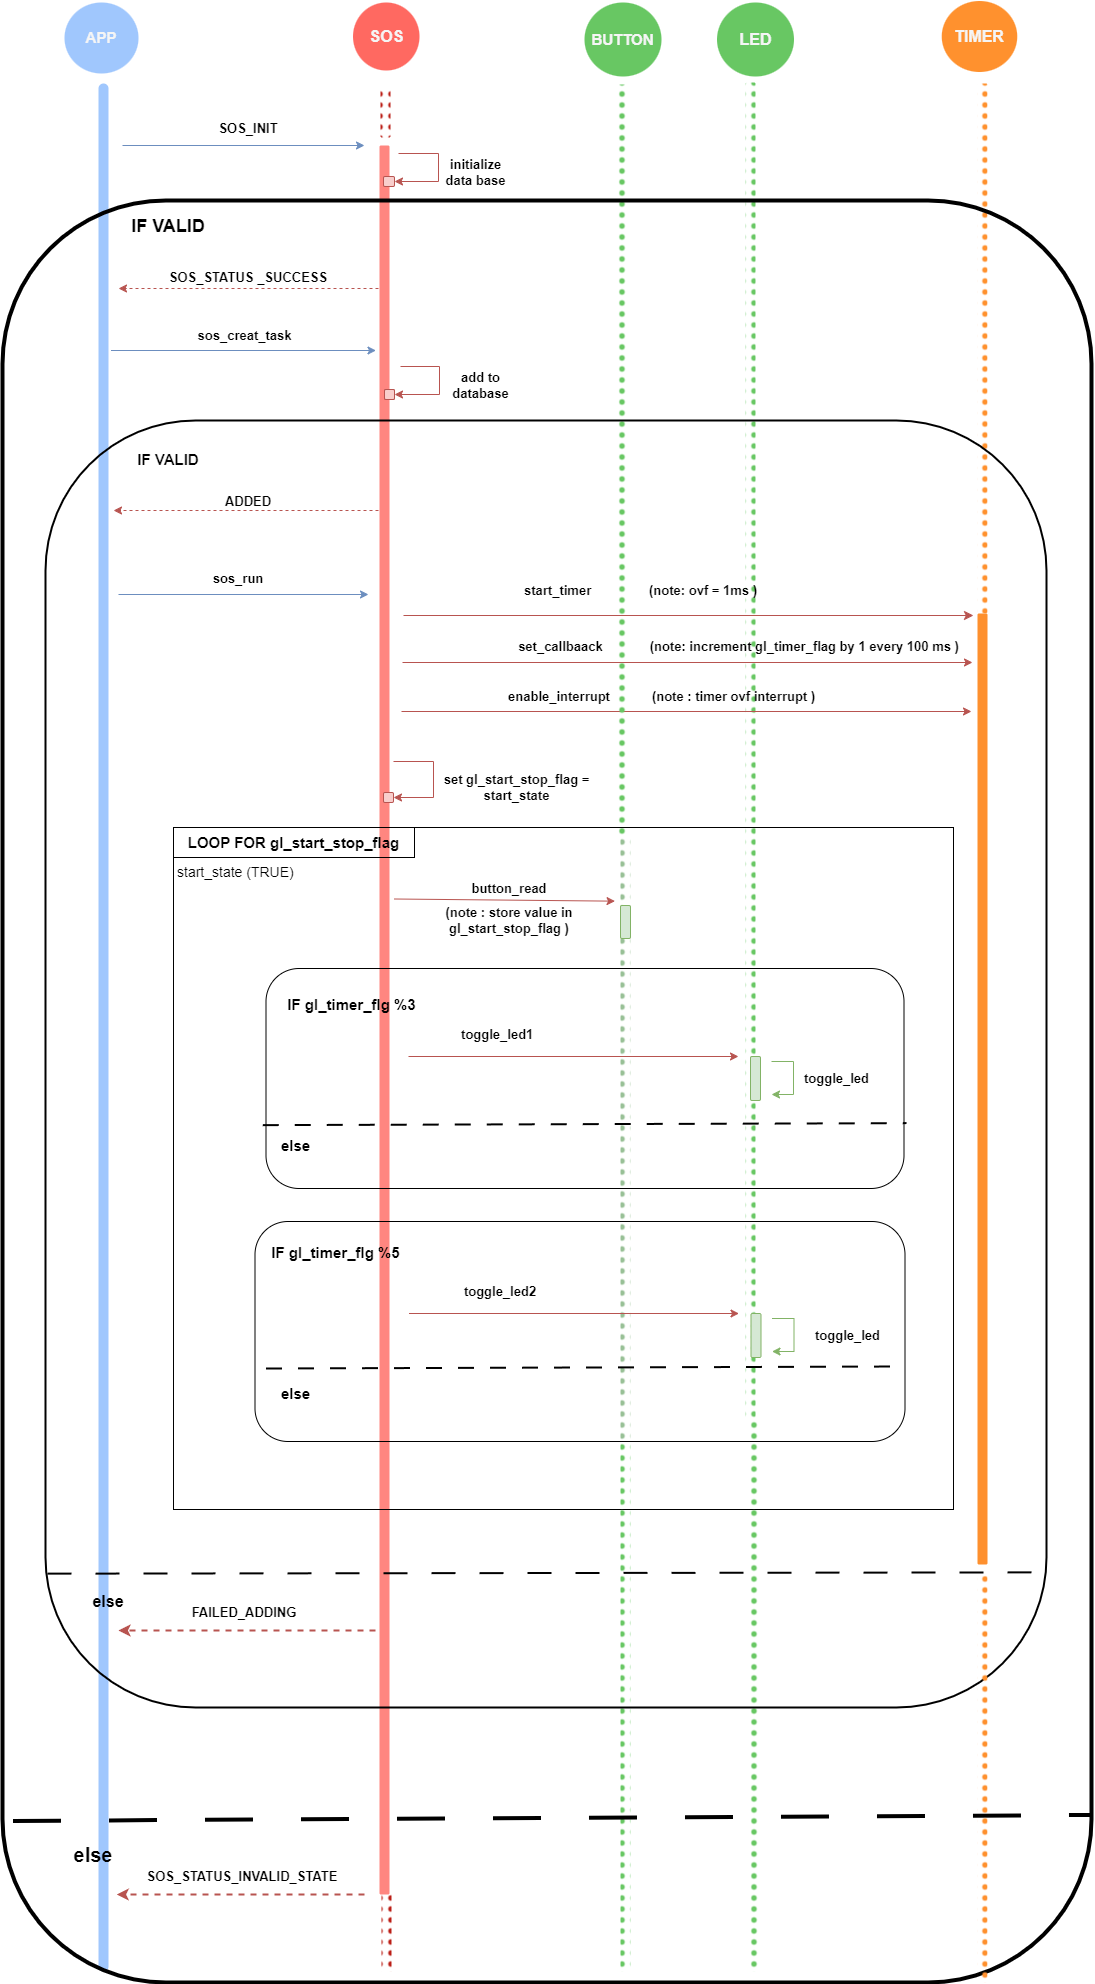 APP
SOS
BUTTON
LED
TIMER
SOS_INIT
initialize
data base
IF VALID
SOS_STATUS _SUCCESS
sos_creat_task
add to
database
IF VALID
ADDED
sos_run
start_timer (note: ovf = 1ms )
set_callbaack (note: increment gl_timer_flag by 1 every 100 ms )
enable_interrupt (note : timer ovf interrupt )
set gl_start_stop_flag =
start_state
LOOP FOR gl_start_stop_flag
start_state (TRUE)
button_read
(note : store value in
gl_start_stop_flag )
IF gl_timer_flg %3
toggle_led1
toggle_led
else
IF gl_timer_flg %5
toggle_led2
toggle_led
else
else
FAILED_ADDING
else
SOS_STATUS_INVALID_STATE